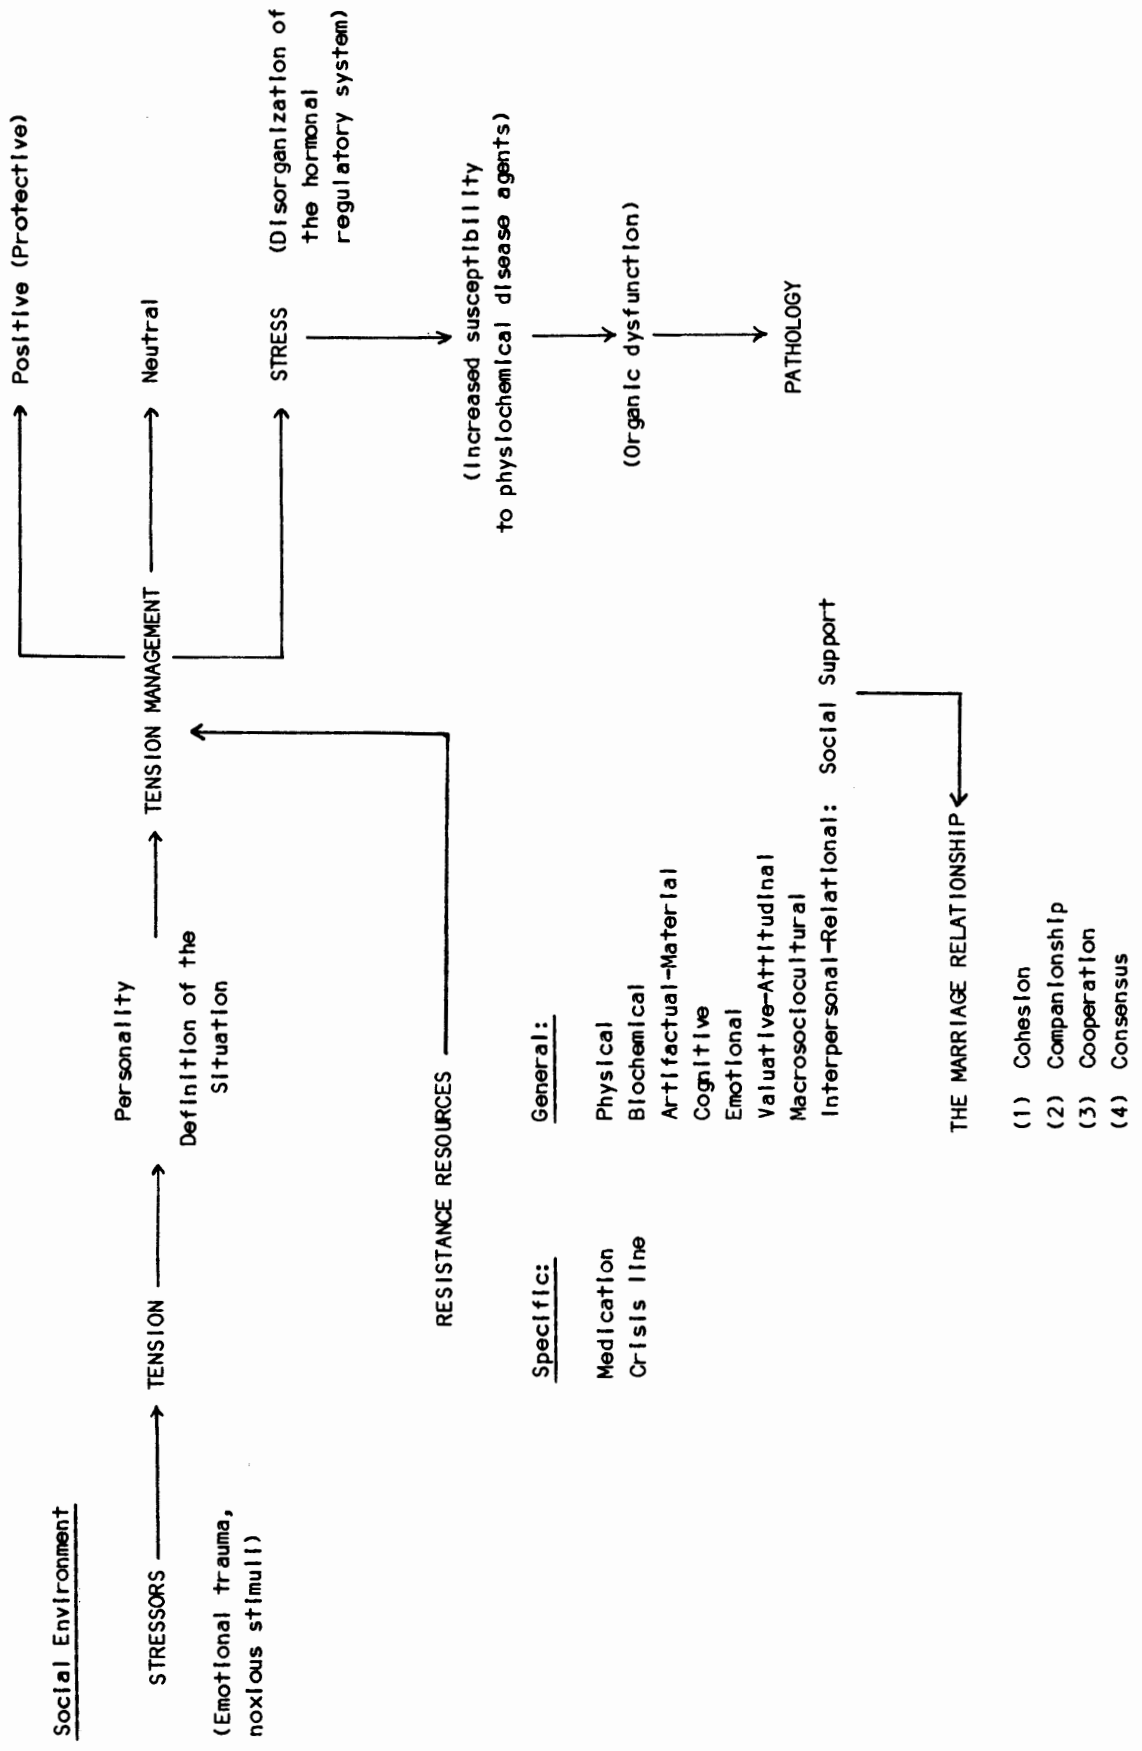 Social Environment
STRESSORS
(Emotional trauma,
noxious stimuli)
TENSION
Personality
Definition of the
Situation
TENSION MANAGEMENT
Positive (Protective)
Neutral
STRESS
(Disorganization of
the hormonal
regulatory system)
(Increased susceptibility
to physiochemical disease agents)
(Organic dysfunction)
PATHOLOGY
RESISTANCE RESOURCES
Specific:
Medication
Crisis line
General:
Physical
Biochemical
Artifactual-Material
Cognitive
Emotional
Valuative-Attitudinal
Macrosociocultural
Interpersonal-Relational: Social Support
THE MARRIAGE RELATIONSHIP
(1) Cohesion
(2) Companionship
(3) Cooperation
(4) Consensus